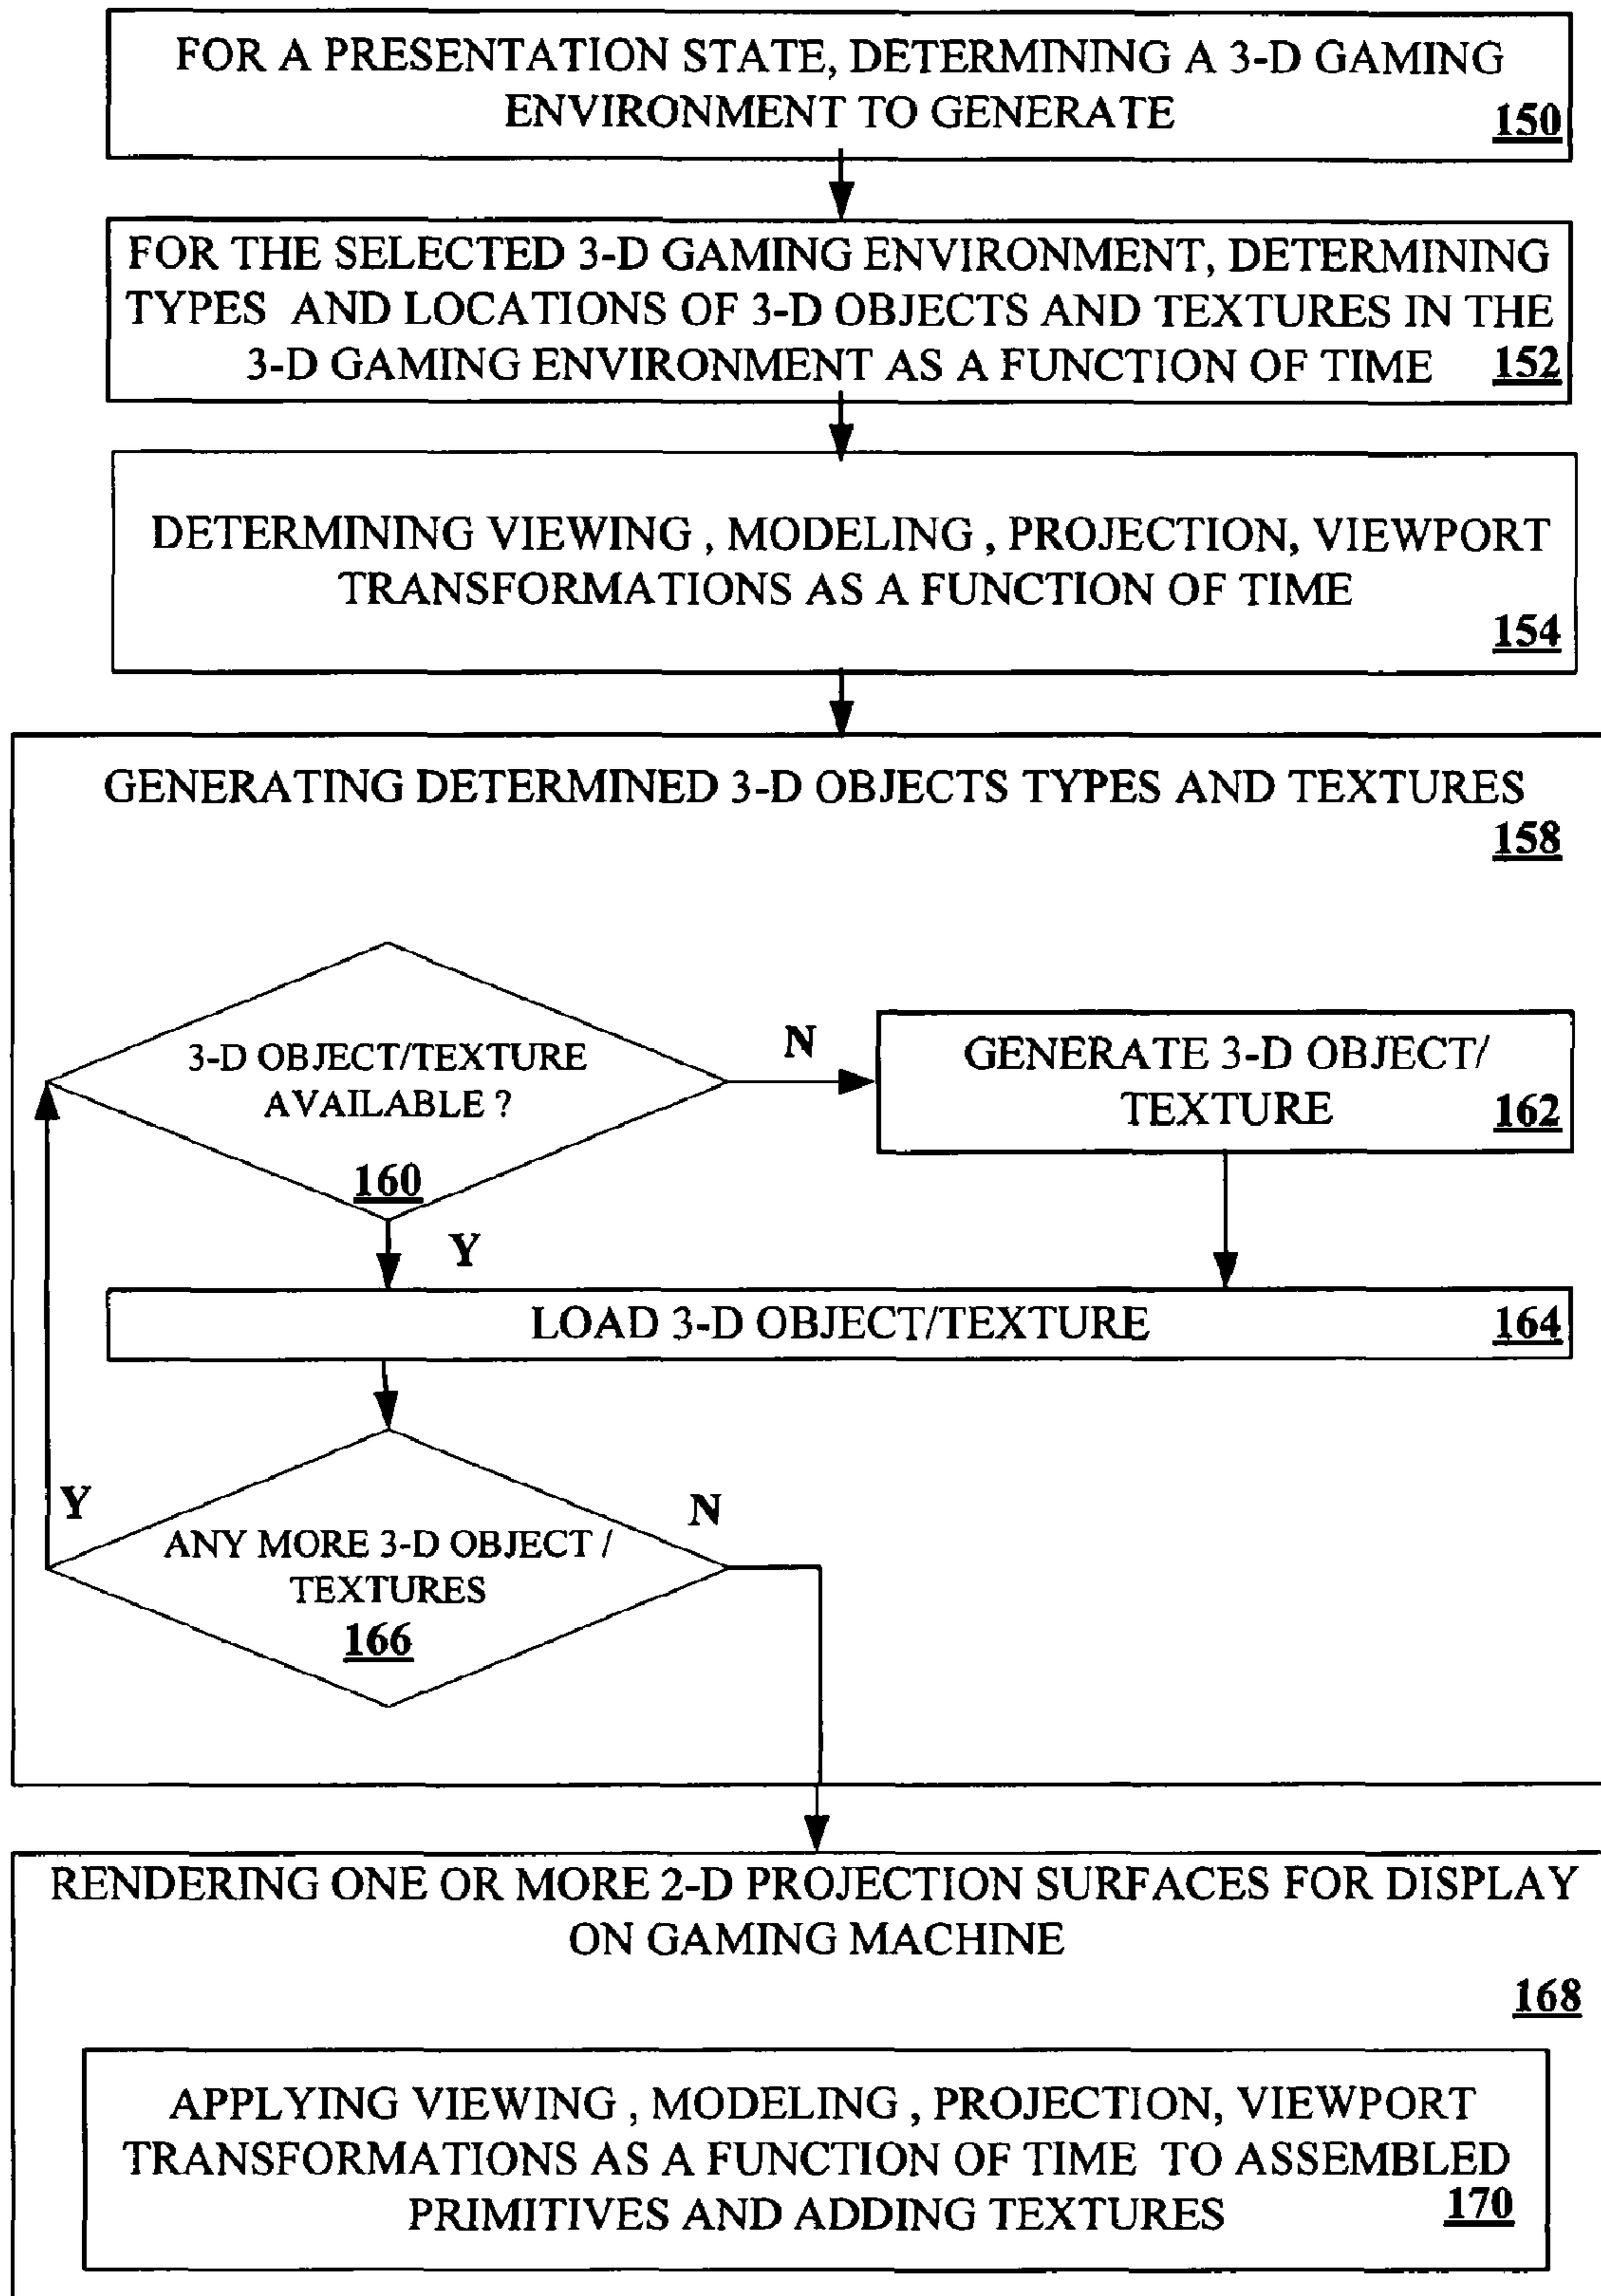 FOR A PRESENTATION STATE, DETERMINING A 3-D GAMING
ENVIRONMENT TO GENERATE
150
FOR THE SELECTED 3-D GAMING ENVIRONMENT, DETERMINING
TYPES AND LOCATIONS OF 3-D OBJECTS AND TEXTURES IN THE
3-D GAMING ENVIRONMENT AS A FUNCTION OF TIME 152
DETERMINING VIEWING , MODELING , PROJECTION, VIEWPORT
TRANSFORMATIONS AS A FUNCTION OF TIME
154
GENERATING DETERMINED 3-D OBJECTS TYPES AND TEXTURES
158
3-D OBJECT/TEXTURE
AVAILABLE ?
160
N
GENERATE 3-D OBJECT/
TEXTURE 162
Y
LOAD 3-D OBJECT/TEXTURE 164
Y
N
ANY MORE 3-D OBJECT /
TEXTURES
166
RENDERING ONE OR MORE 2-D PROJECTION SURFACES FOR DISPLAY
ON GAMING MACHINE
168
APPLYING VIEWING , MODELING , PROJECTION, VIEWPORT
TRANSFORMATIONS AS A FUNCTION OF TIME TO ASSEMBLED
PRIMITIVES AND ADDING TEXTURES 170